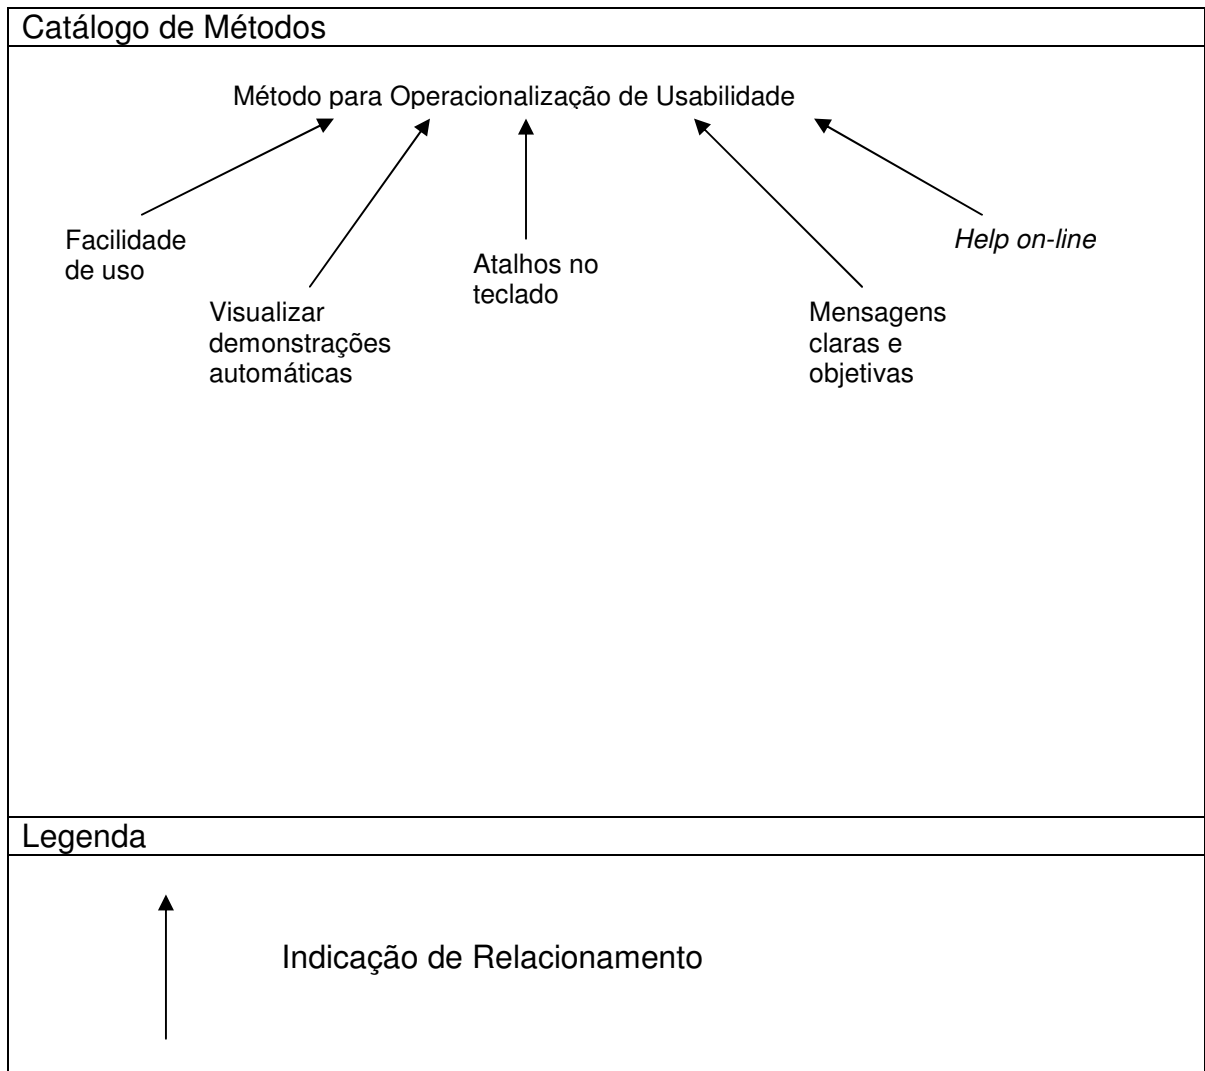 Catálogo de Métodos
Método para Operacionalização de Usabilidade
Facilidade
de uso
Visualizar
demonstrações
automáticas
Atalhos no
teclado
Mensagens
claras e
objetivas
Help on-line
Legenda
Indicação de Relacionamento